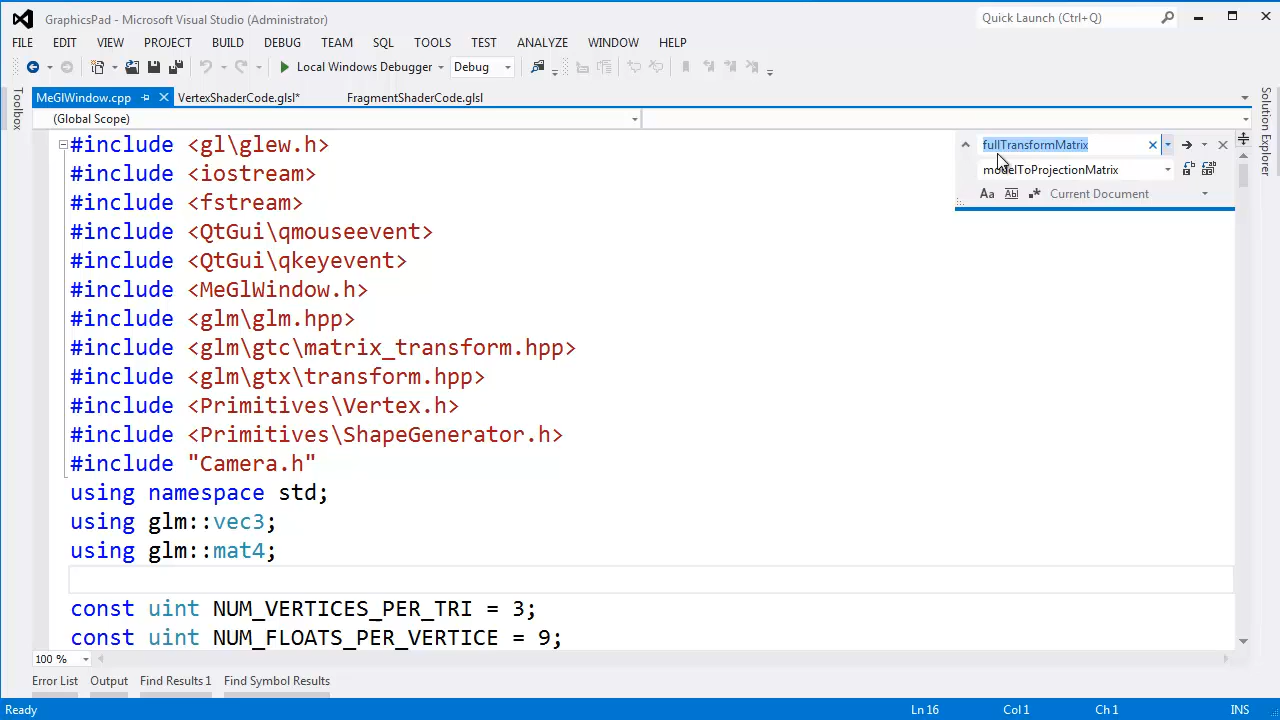 GraphicsPad - Microsoft Visual Studio (Administrator)
Quick Launch (Ctrl+Q)
FILE EDIT VIEW PROJECT BUILD DEBUG TEAM SQL TOOLS TEST ANALYZE WINDOW HELP
Local Windows Debugger Debug
Toolbox
MeGlWindow.cpp VertexShaderCode.glsl* FragmentShaderCode.glsl
Solution Explorer
(Global Scope)
fullTransformMatrix
modelToProjectionMatrix
Aa Ab Current Document
#include <gl\glew.h>
#include <iostream>
#include <fstream>
#include <QtGui\qmouseevent>
#include <QtGui\qkeyevent>
#include <MeGlWindow.h>
#include <glm\glm.hpp>
#include <glm\gtc\matrix_transform.hpp>
#include <glm\gtx\transform.hpp>
#include <Primitives\Vertex.h>
#include <Primitives\ShapeGenerator.h>
#include "Camera.h"
using namespace std;
using glm::vec3;
using glm::mat4;
const uint NUM_VERTICES_PER_TRI = 3;
const uint NUM_FLOATS_PER_VERTICE = 9;
100 %
Error List Output Find Results 1 Find Symbol Results
Ready Ln 16 Col 1 Ch 1 INS